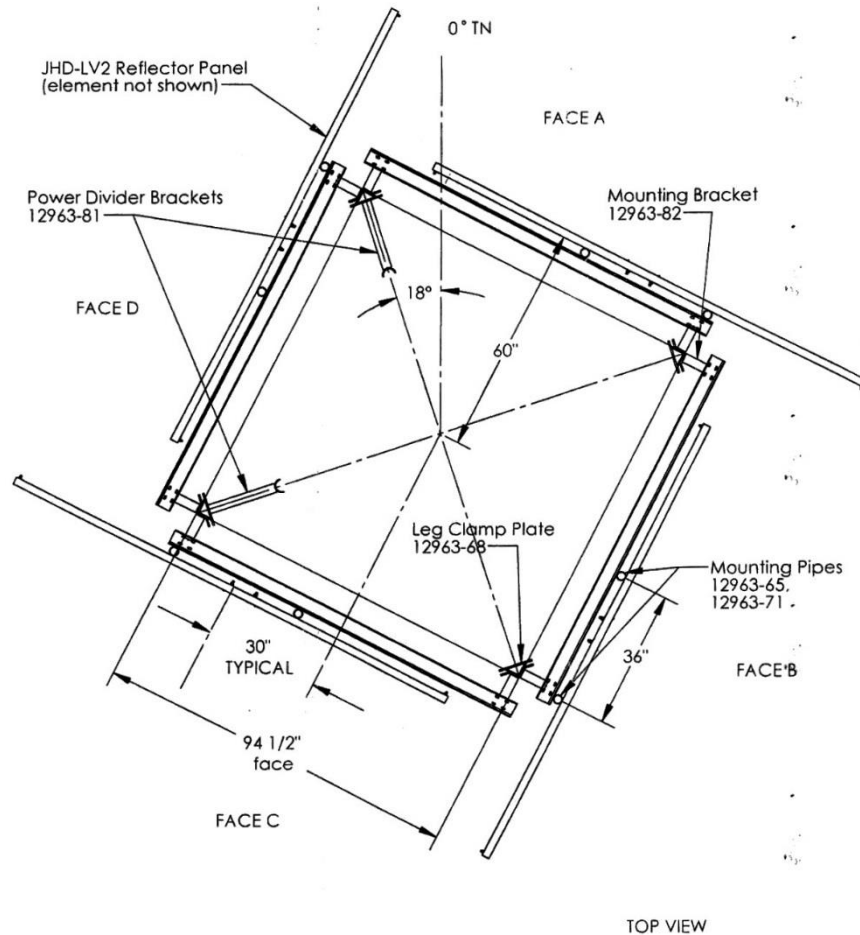 0° TN
JHD-LV2 Reflector Panel
(element not shown)
FACE A
Power Divider Brackets
12963-81
Mounting Bracket
12963-82
18°
FACE D
60"
Leg Clamp Plate
12963-68
Mounting Pipes
12963-65,
12963-71
30"
TYPICAL
36"
FACE B
94 1/2"
face
FACE C
TOP VIEW